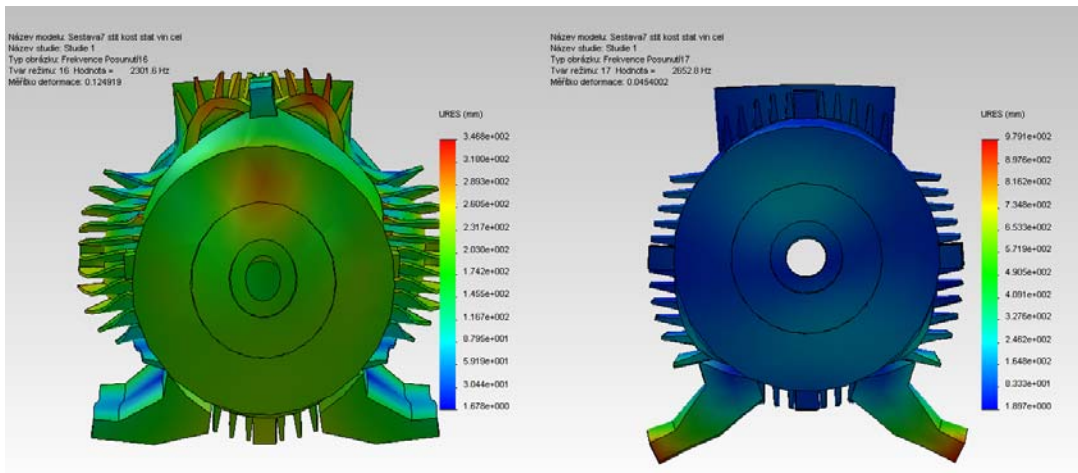 Název modelu: Sestava7 stit kost stat vin cel
Název studie: Studie 1
Typ obrázku: Frekvence Posunutí16
Tvar režimu: 16 Hodnota = 2301.6 Hz
Měřítko deformace: 0.124919
URES (mm)
3.468e+002
3.180e+002
2.893e+002
2.605e+002
2.317e+002
2.030e+002
1.742e+002
1.455e+002
1.167e+002
8.795e+001
5.919e+001
3.044e+001
1.678e+000
Název modelu: Sestava7 stit kost stat vin cel
Název studie: Studie 1
Typ obrázku: Frekvence Posunutí17
Tvar režimu: 17 Hodnota = 2652.8 Hz
Měřítko deformace: 0.0454002
URES (mm)
9.791e+002
8.976e+002
8.162e+002
7.348e+002
6.533e+002
5.719e+002
4.905e+002
4.091e+002
3.276e+002
2.462e+002
1.648e+002
8.333e+001
1.897e+000